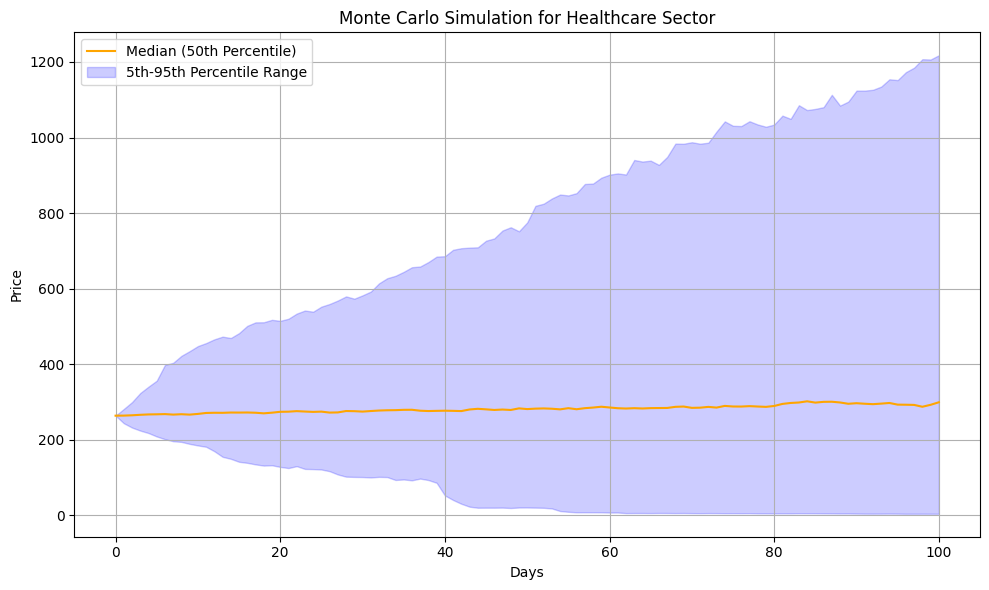 Monte Carlo Simulation for Healthcare Sector
Median (50th Percentile)
5th-95th Percentile Range
1200
1000
800
600
400
200
0
Price
0 20 40 60 80 100
Days